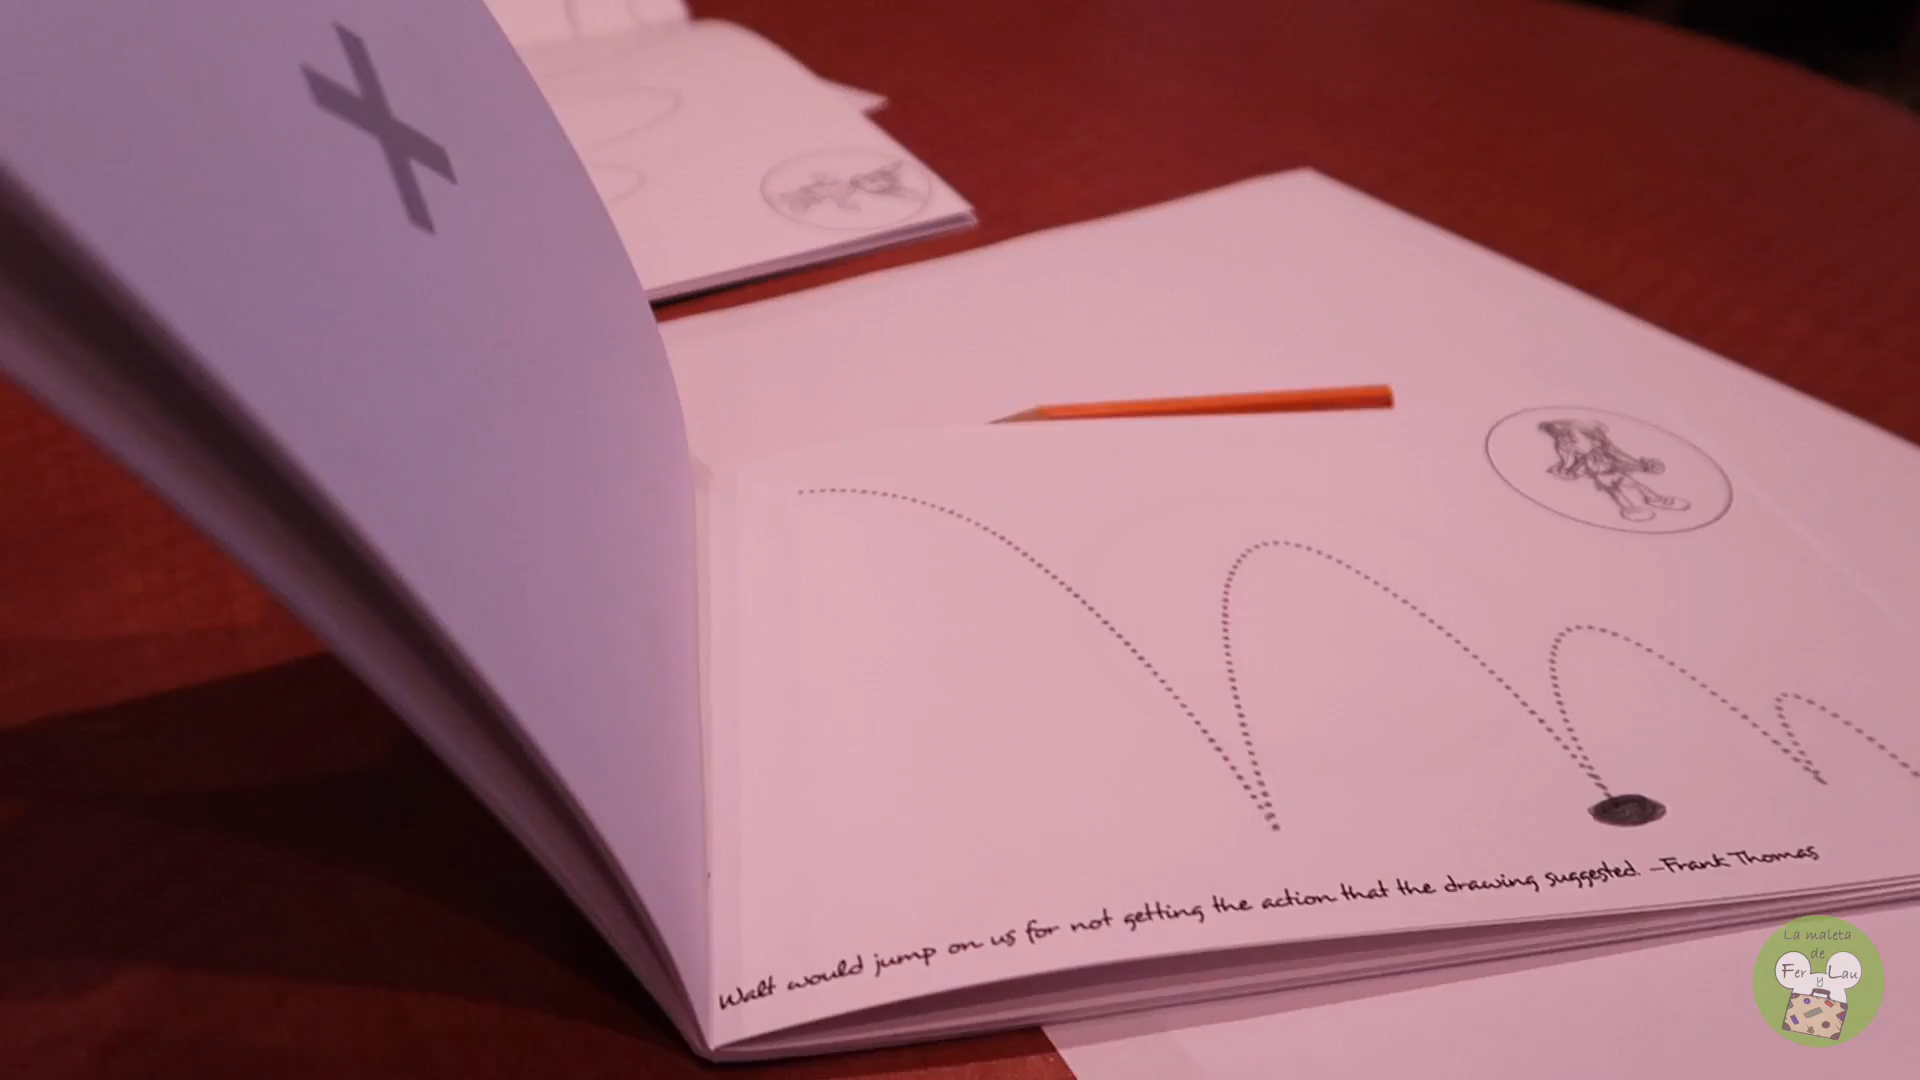 X
Walt would jump on us for not getting the action that the drawing suggested. —Frank Thomas
La maleta
de
Fer y Lau